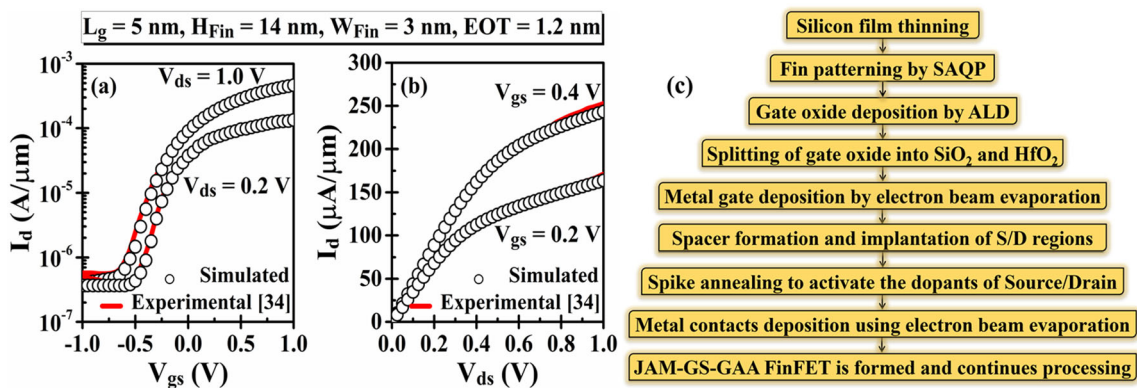 L₉ = 5 nm, H_Fin = 14 nm, W_Fin = 3 nm, EOT = 1.2 nm
(a)
V_ds = 1.0 V
V_ds = 0.2 V
Simulated
Experimental [34]
I_d (A/μm)
10⁻³
10⁻⁴
10⁻⁵
10⁻⁶
10⁻⁷
-1.0 -0.5 0.0 0.5 1.0
V_gs (V)
(b)
V_gs = 0.4 V
V_gs = 0.2 V
Simulated
Experimental [34]
I_d (μA/μm)
300
250
200
150
100
50
0
0.0 0.2 0.4 0.6 0.8 1.0
V_ds (V)
(c)
Silicon film thinning
Fin patterning by SAQP
Gate oxide deposition by ALD
Splitting of gate oxide into SiO₂ and HfO₂
Metal gate deposition by electron beam evaporation
Spacer formation and implantation of S/D regions
Spike annealing to activate the dopants of Source/Drain
Metal contacts deposition using electron beam evaporation
JAM-GS-GAA FinFET is formed and continues processing